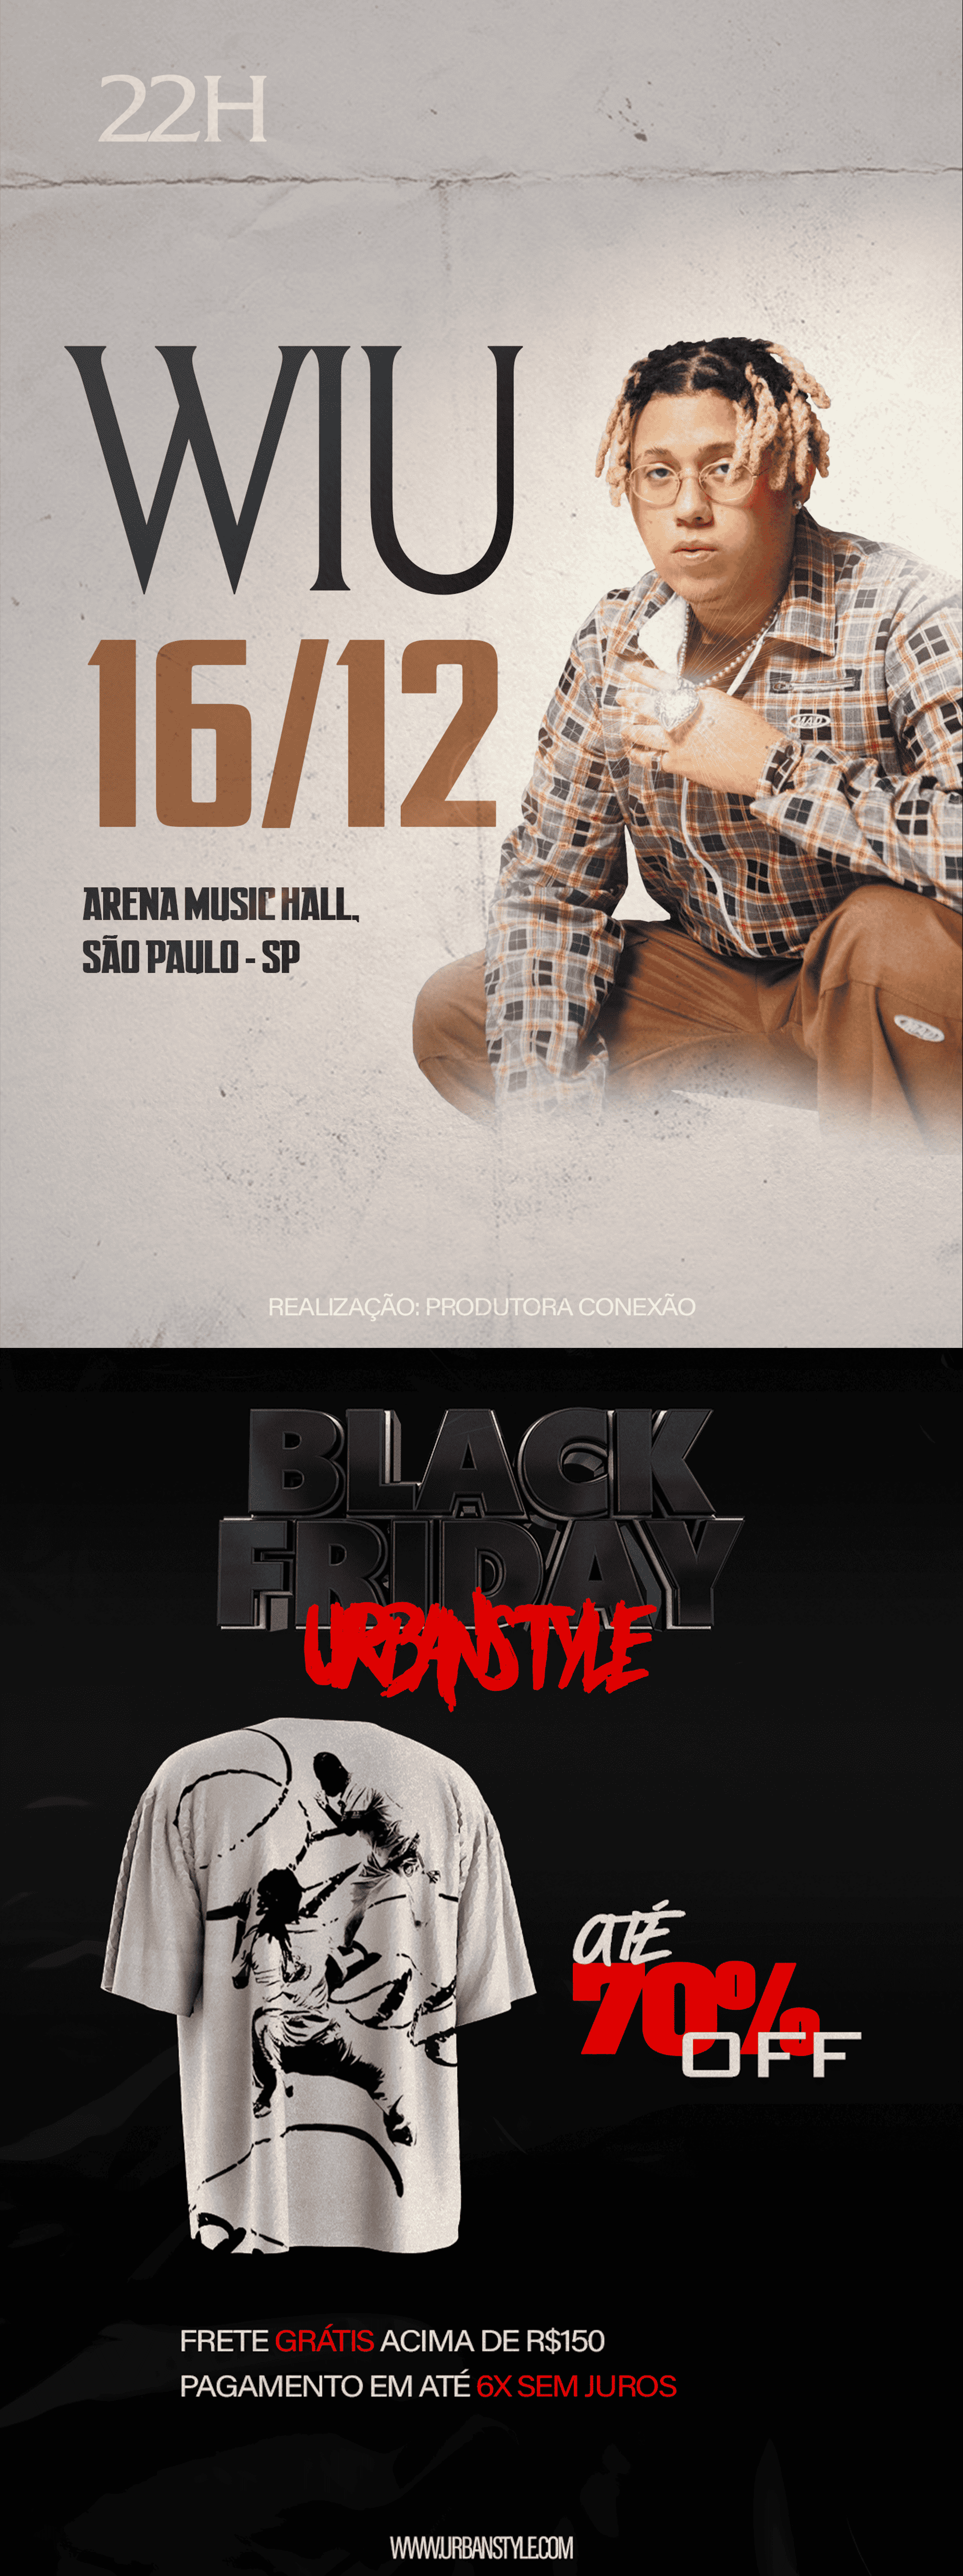 22H
WIU
16/12
ARENA MUSIC HALL,
SÃO PAULO - SP
REALIZAÇÃO: PRODUTORA CONEXÃO
BLACK
FRIDAY
URBANSTYLE
ATÉ
70%
OFF
FRETE GRÁTIS ACIMA DE R$150
PAGAMENTO EM ATÉ 6X SEM JUROS
WWW.URBANSTYLE.COM